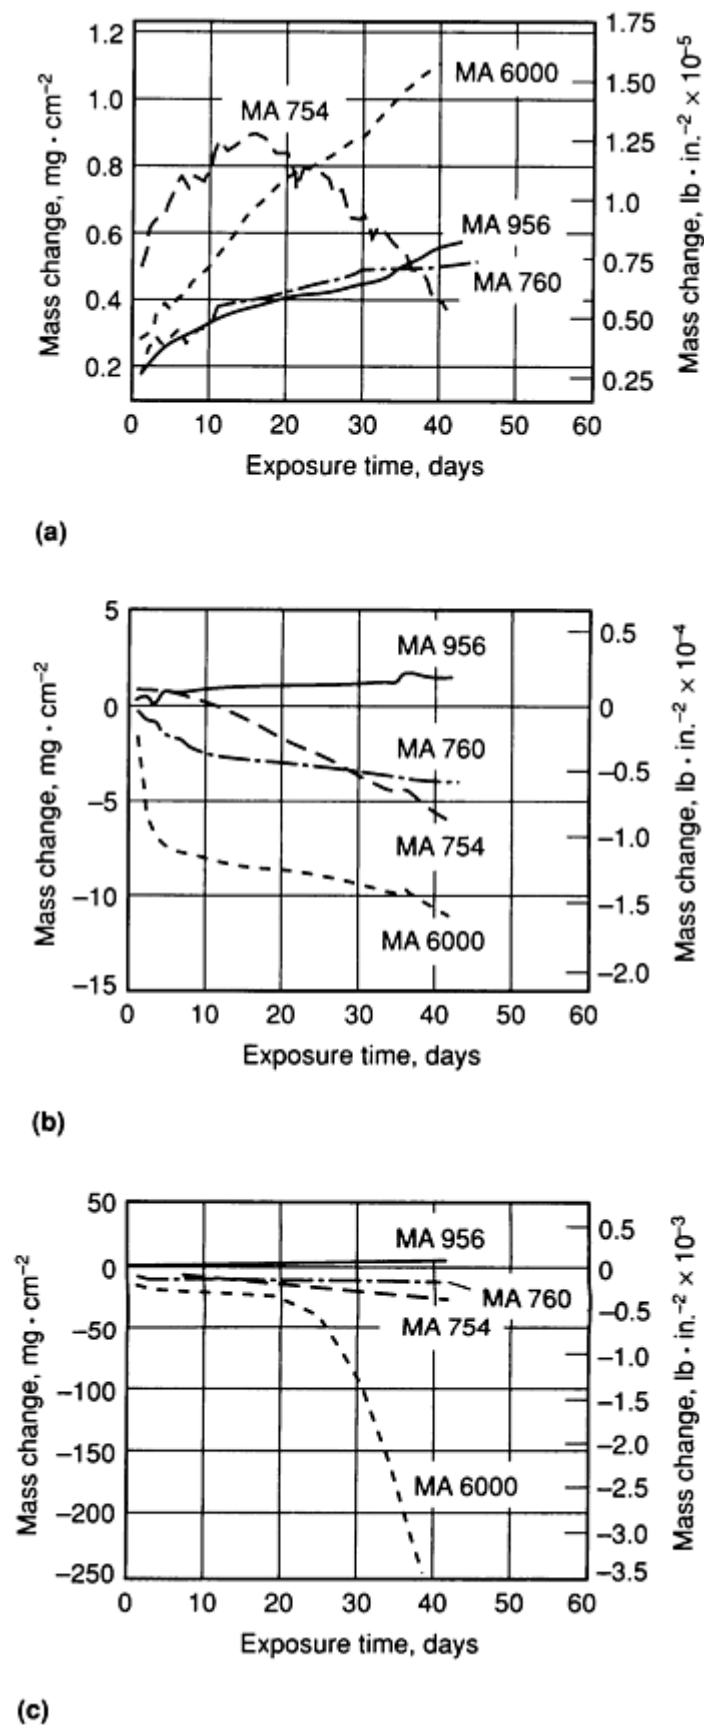 1.2
1.0
0.8
0.6
0.4
0.2
Mass change, mg · cm⁻²
1.75
1.50
1.25
1.0
0.75
0.50
0.25
Mass change, lb · in.⁻² × 10⁻⁵
MA 6000
MA 754
MA 956
MA 760
0 10 20 30 40 50 60
Exposure time, days
(a)
5
0
−5
−10
−15
Mass change, mg · cm⁻²
0.5
0
−0.5
−1.0
−1.5
−2.0
Mass change, lb · in.⁻² × 10⁻⁴
MA 956
MA 760
MA 754
MA 6000
0 10 20 30 40 50 60
Exposure time, days
(b)
50
0
−50
−100
−150
−200
−250
Mass change, mg · cm⁻²
0.5
0
−0.5
−1.0
−1.5
−2.0
−2.5
−3.0
−3.5
Mass change, lb · in.⁻² × 10⁻³
MA 956
MA 760
MA 754
MA 6000
0 10 20 30 40 50 60
Exposure time, days
(c)